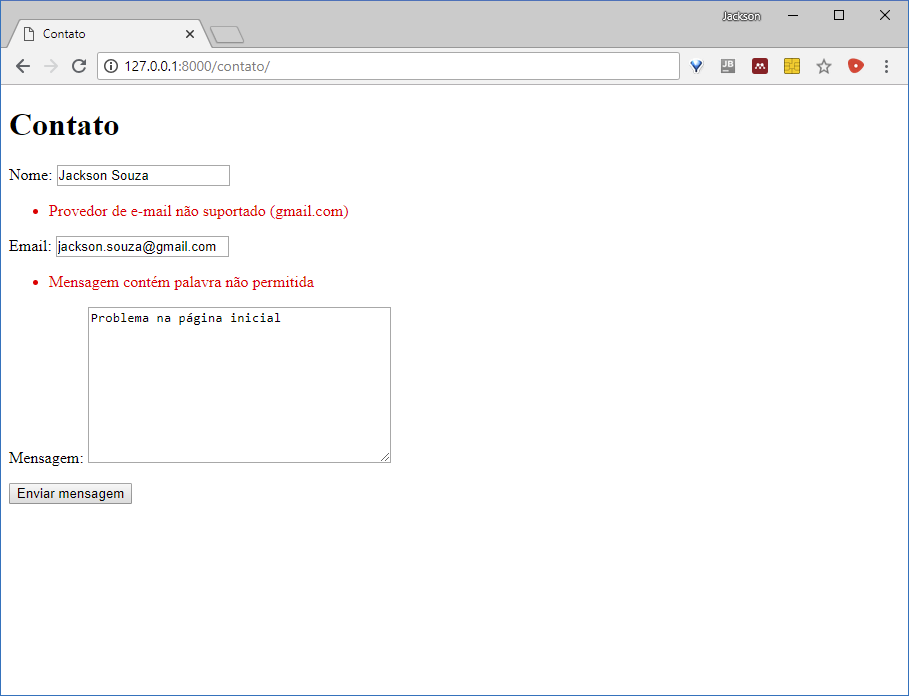 Jackson
Contato
127.0.0.1:8000/contato/
JB
Contato
Nome: Jackson Souza
Provedor de e-mail não suportado (gmail.com)
Email: jackson.souza@gmail.com
Mensagem contém palavra não permitida
Problema na página inicial
Mensagem:
Enviar mensagem